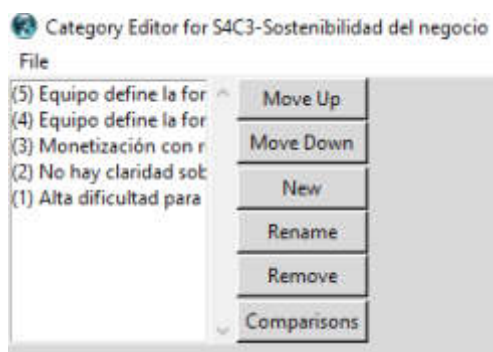 Category Editor for S4C3-Sostenibilidad del negocio
File
(5) Equipo define la for
(4) Equipo define la for
(3) Monetización con r
(2) No hay claridad sob
(1) Alta dificultad para
Move Up
Move Down
New
Rename
Remove
Comparisons